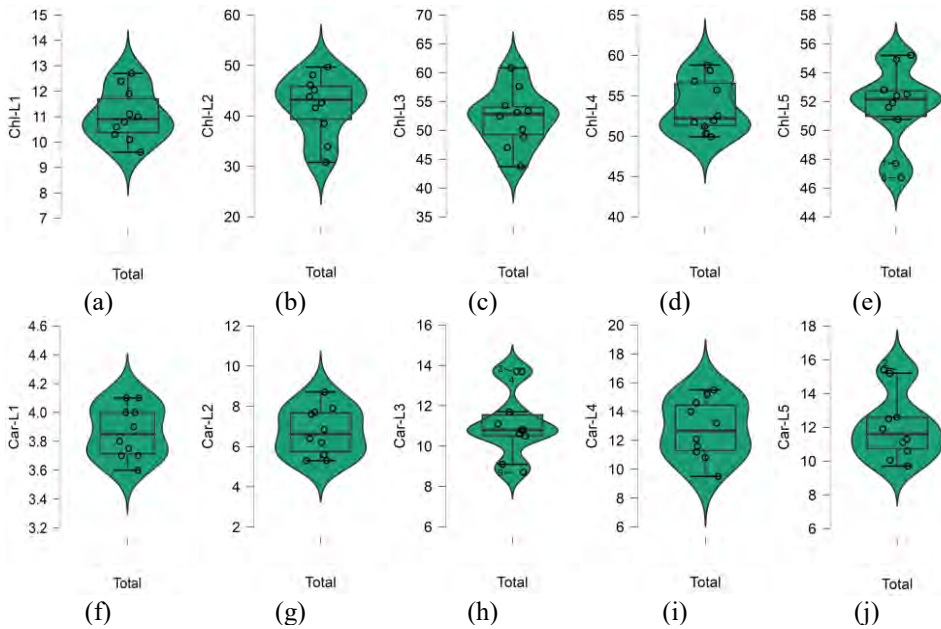 Chl-L1
15
14
13
12
11
10
9
8
7
Total
(a)
Chl-L2
60
50
40
30
20
Total
(b)
Chl-L3
70
65
60
55
50
45
40
35
Total
(c)
Chl-L4
65
60
55
50
45
40
Total
(d)
Chl-L5
58
56
54
52
50
48
46
44
Total
(e)
Car-L1
4.6
4.4
4.2
4.0
3.8
3.6
3.4
3.2
Total
(f)
Car-L2
12
10
8
6
4
2
Total
(g)
Car-L3
16
14
12
10
8
6
Total
(h)
Car-L4
20
18
16
14
12
10
8
6
Total
(i)
Car-L5
18
16
14
12
10
8
6
Total
(j)